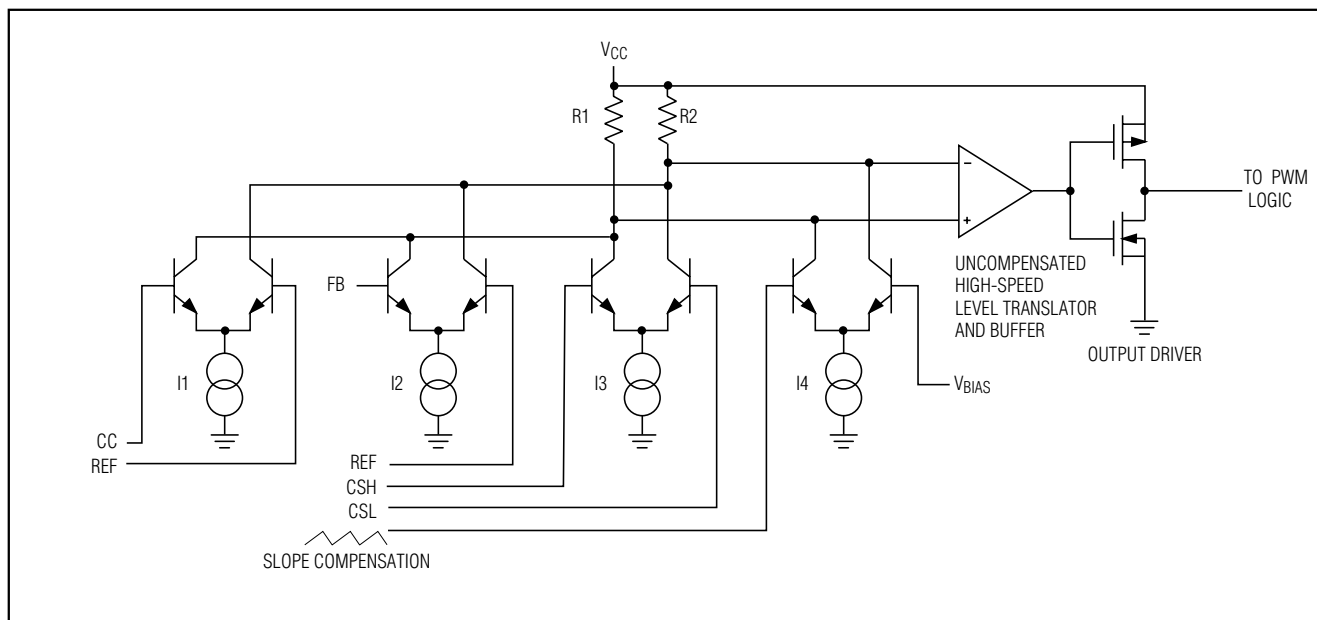 VCC
R1
R2
TO PWM
LOGIC
−
+
FB
UNCOMPENSATED
HIGH-SPEED
LEVEL TRANSLATOR
AND BUFFER
OUTPUT DRIVER
I1
I2
I3
I4
VBIAS
CC
REF
REF
CSH
CSL
SLOPE COMPENSATION